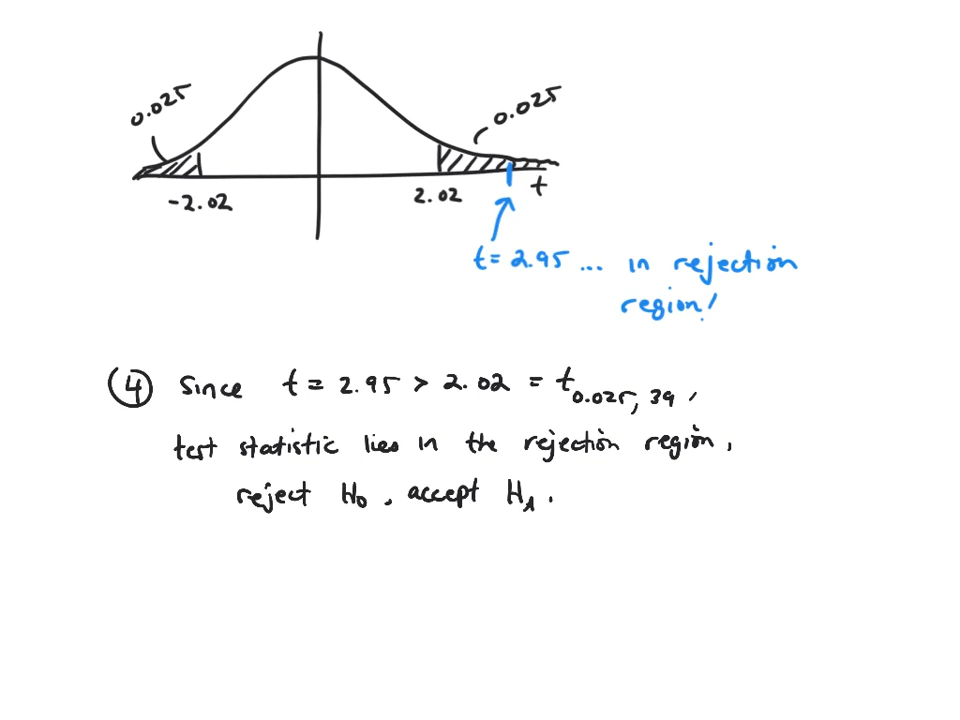 0.025
0.025
-2.02
2.02
t
t = 2.95 ... in rejection
region!
④ Since t = 2.95 > 2.02 = t0.025, 39 ,
test statistic lies in the rejection region,
reject H0 , accept HA .